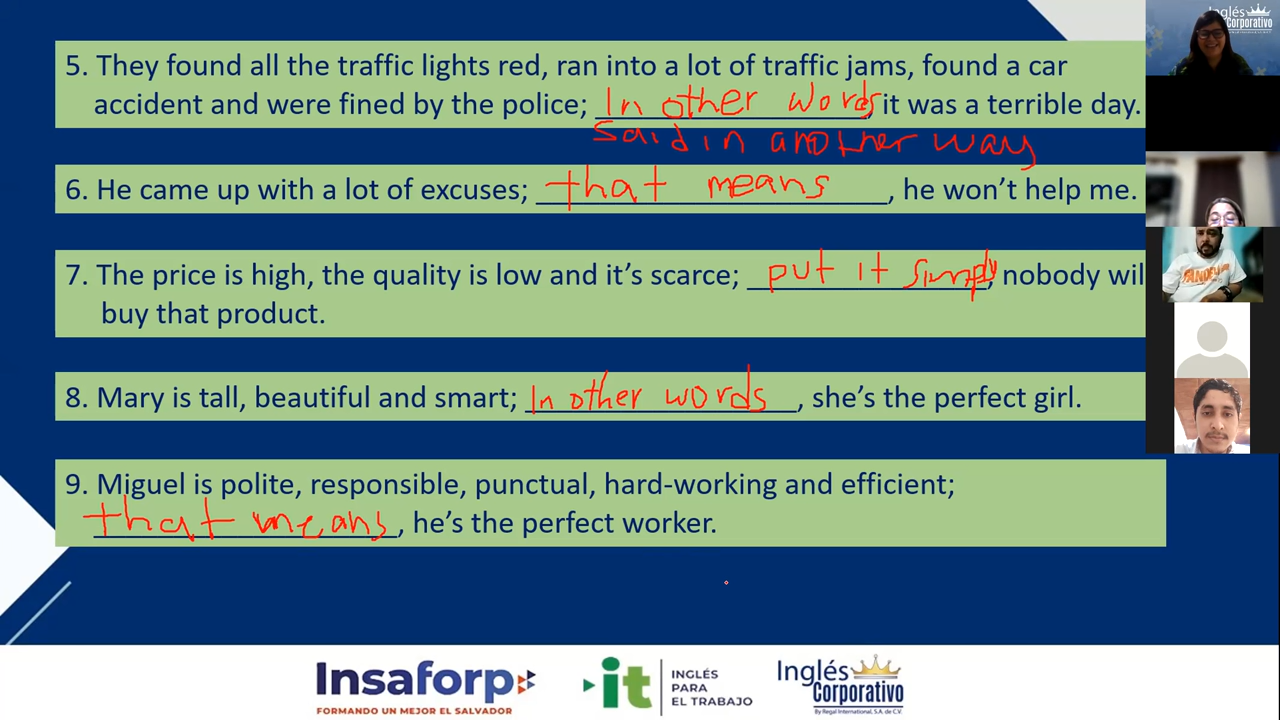 Inglés
Corporativo
5. They found all the traffic lights red, ran into a lot of traffic jams, found a car
accident and were fined by the police; In other words, it was a terrible day.
Said in another way
6. He came up with a lot of excuses; that means, he won't help me.
7. The price is high, the quality is low and it's scarce; put it simply, nobody wil
buy that product.
8. Mary is tall, beautiful and smart; In other words, she's the perfect girl.
9. Miguel is polite, responsible, punctual, hard-working and efficient;
that means, he's the perfect worker.
Insaforp
FORMANDO UN MEJOR EL SALVADOR
it
INGLÉS
PARA
EL TRABAJO
Inglés
Corporativo
By Regal International, S.A. de C.V.